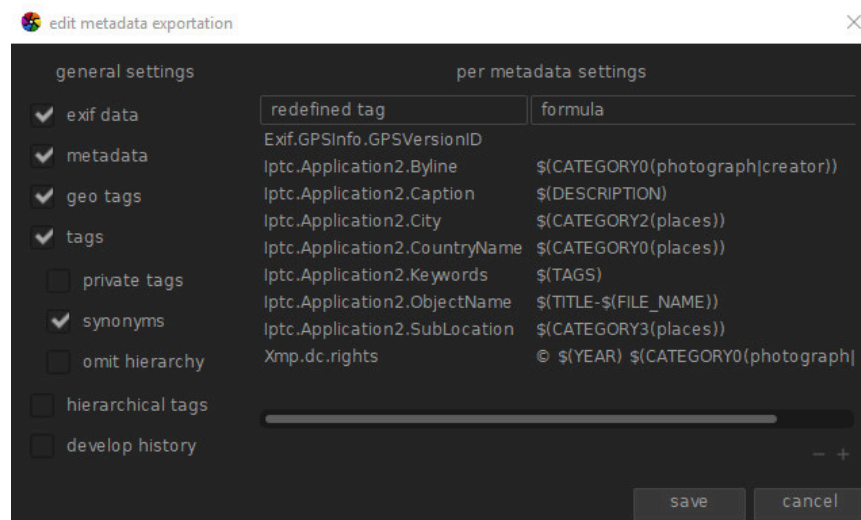 edit metadata exportation
general settings
per metadata settings
exif data
metadata
geo tags
tags
private tags
synonyms
omit hierarchy
hierarchical tags
develop history
redefined tag formula
Exif.GPSInfo.GPSVersionID
Iptc.Application2.Byline $(CATEGORY0(photograph|creator))
Iptc.Application2.Caption $(DESCRIPTION)
Iptc.Application2.City $(CATEGORY2(places))
Iptc.Application2.CountryName $(CATEGORY0(places))
Iptc.Application2.Keywords $(TAGS)
Iptc.Application2.ObjectName $(TITLE-$(FILE_NAME))
Iptc.Application2.SubLocation $(CATEGORY3(places))
Xmp.dc.rights © $(YEAR) $(CATEGORY0(photograph|
− +
save cancel